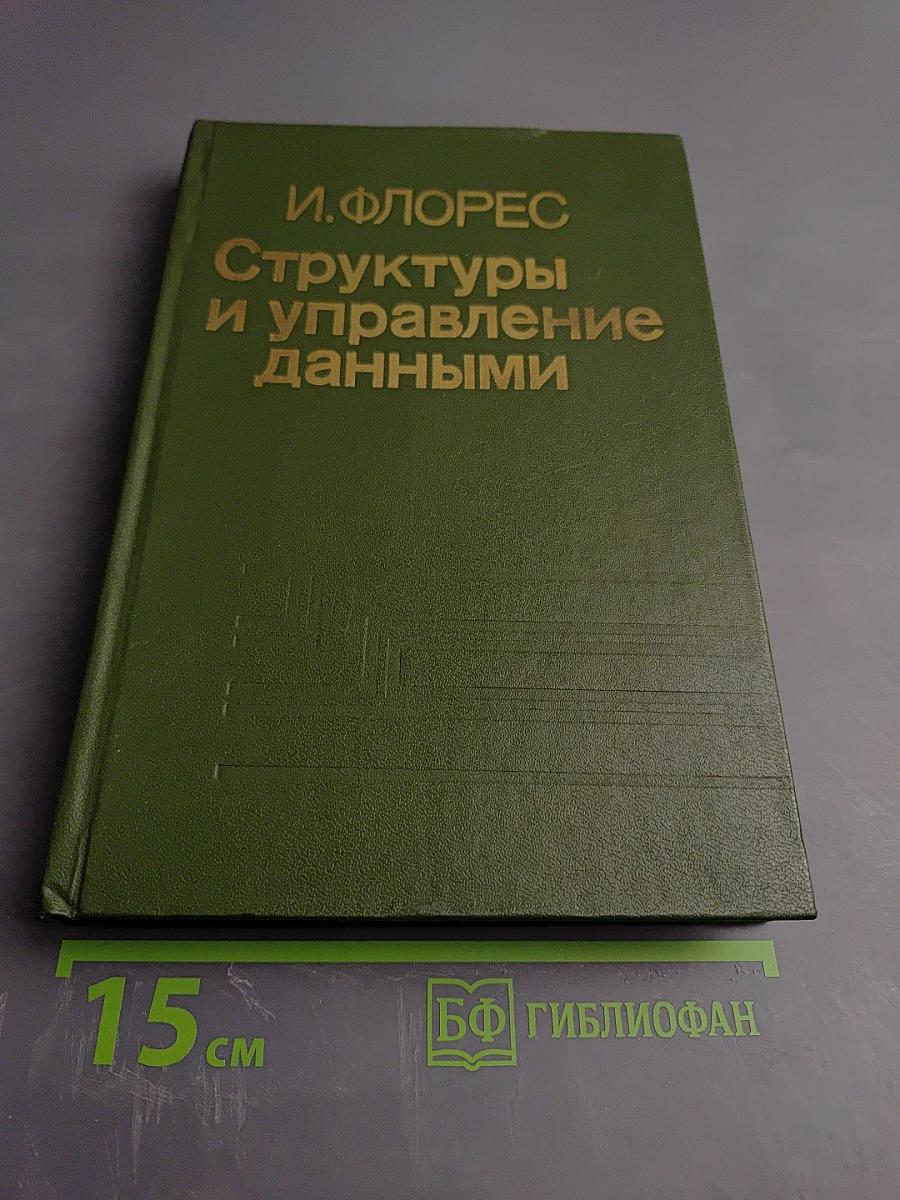 И. ФЛОРЕС
Структуры
и управление
данными
15 см
БФ ГИБЛИОФАН